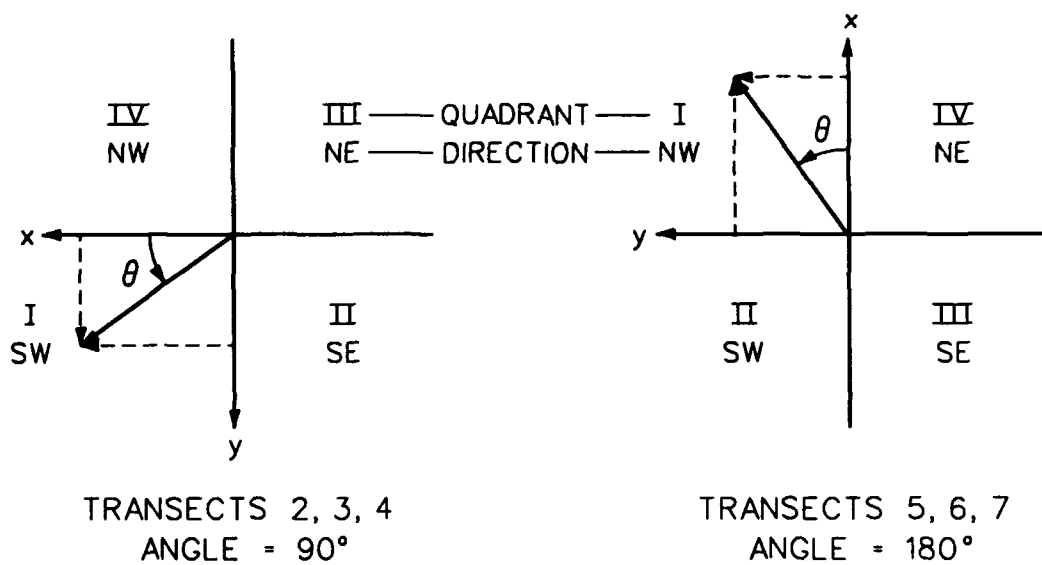 x
IV III — QUADRANT — I IV
NW NE — DIRECTION — NW NE
θ
x
y
θ
I II II III
SW SE SW SE
y
TRANSECTS 2, 3, 4
ANGLE = 90°
TRANSECTS 5, 6, 7
ANGLE = 180°